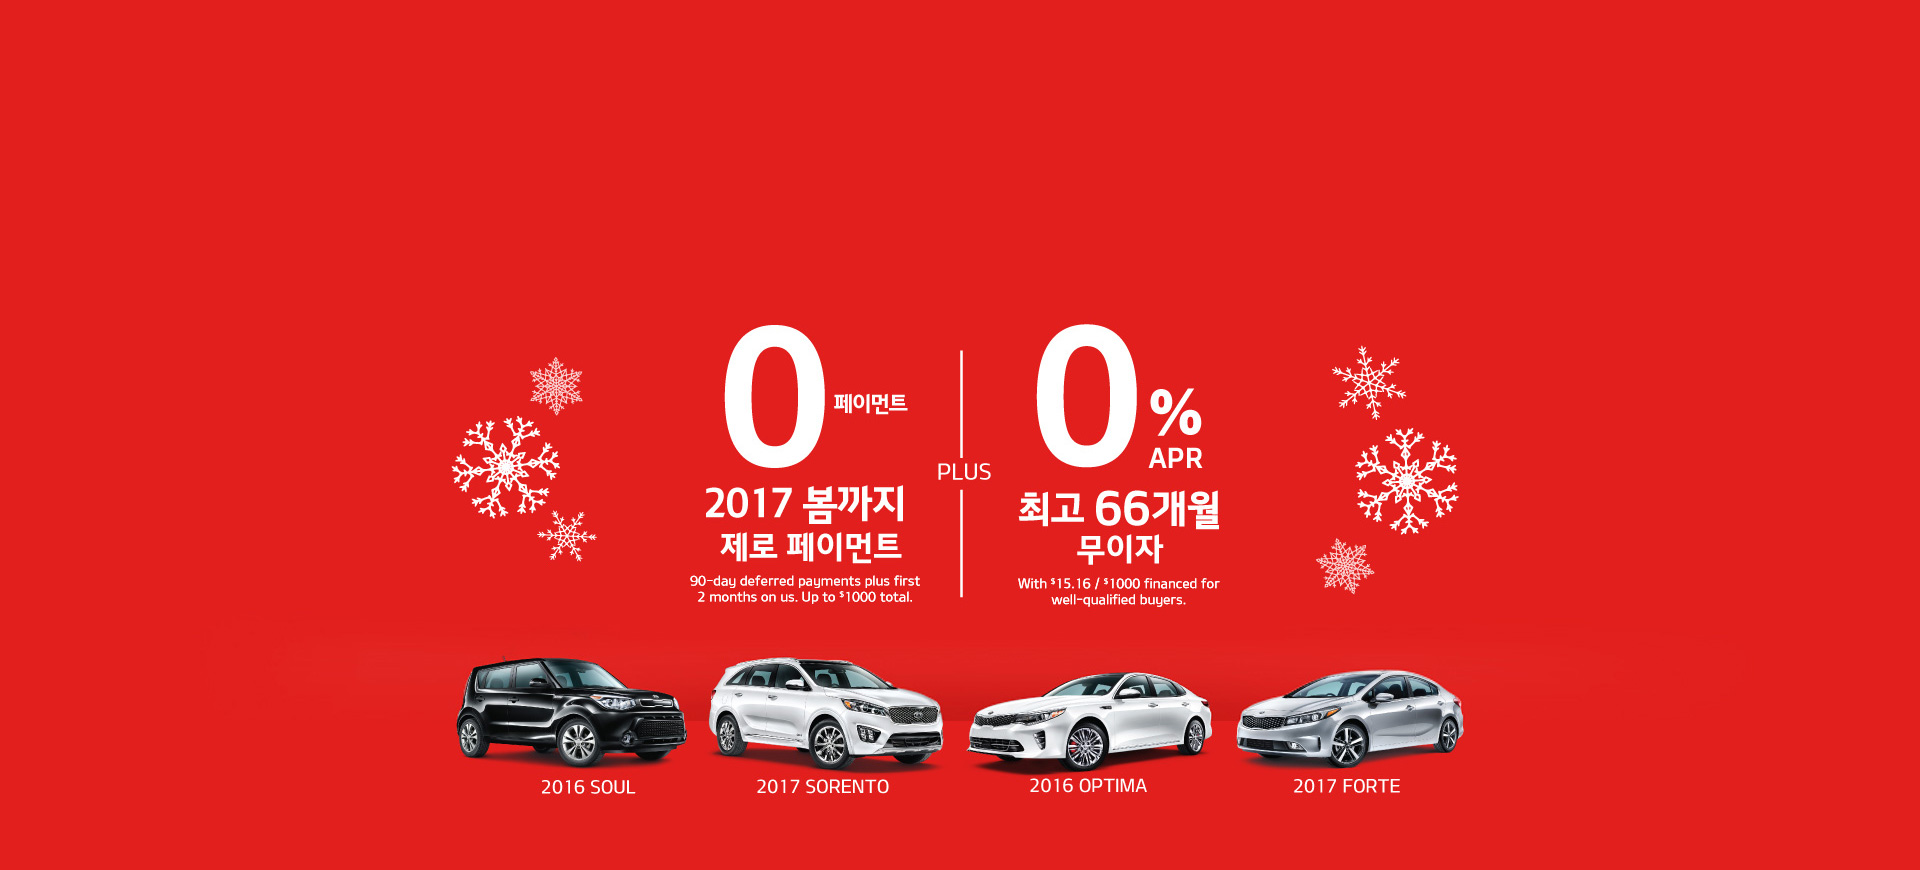 0 페이먼트
2017 봄까지
제로 페이먼트
90-day deferred payments plus first
2 months on us. Up to $1000 total.
PLUS
0%
APR
최고 66개월
무이자
With $15.16 / $1000 financed for
well-qualified buyers.
2016 SOUL
2017 SORENTO
2016 OPTIMA
2017 FORTE